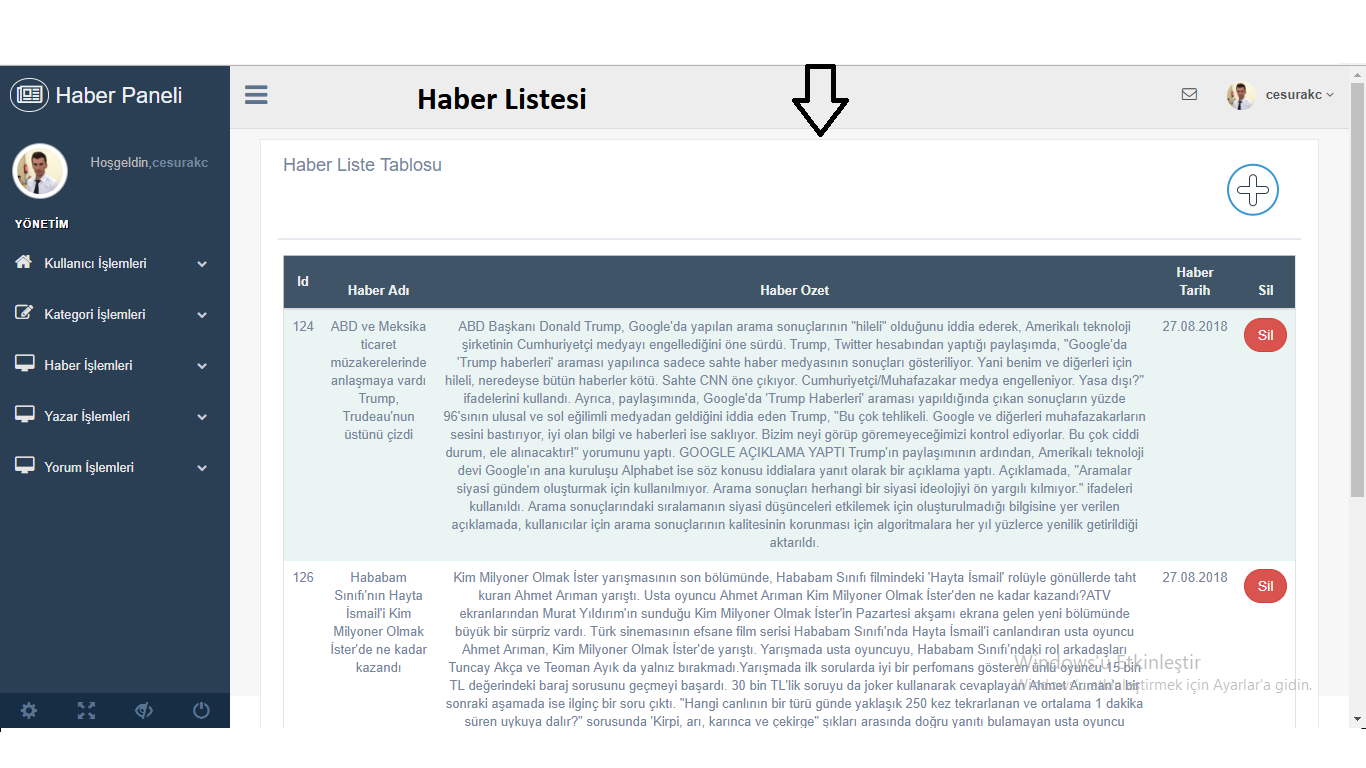 Haber Paneli
Haber Listesi
cesurakc
Hoşgeldin,cesurakc
YÖNETİM
Kullanıcı İşlemleri
Kategori İşlemleri
Haber İşlemleri
Yazar İşlemleri
Yorum İşlemleri
Haber Liste Tablosu
Id
Haber Adı
Haber Ozet
Haber
Tarih
Sil
124
ABD ve Meksika
ticaret
müzakerelerinde
anlaşmaya vardı
Trump,
Trudeau'nun
üstünü çizdi
ABD Başkanı Donald Trump, Google'da yapılan arama sonuçlarının "hileli" olduğunu iddia ederek, Amerikalı teknoloji
şirketinin Cumhuriyetçi medyayı engellediğini öne sürdü. Trump, Twitter hesabından yaptığı paylaşımda, "Google'da
'Trump haberleri' araması yapılınca sadece sahte haber medyasının sonuçları gösteriliyor. Yani benim ve diğerleri için
hileli, neredeyse bütün haberler kötü. Sahte CNN öne çıkıyor. Cumhuriyetçi/Muhafazakar medya engelleniyor. Yasa dışı?"
ifadelerini kullandı. Ayrıca, paylaşımında, Google'da 'Trump Haberleri' araması yapıldığında çıkan sonuçların yüzde
96'sının ulusal ve sol eğilimli medyadan geldiğini iddia eden Trump, "Bu çok tehlikeli. Google ve diğerleri muhafazakarların
sesini bastırıyor, iyi olan bilgi ve haberleri ise saklıyor. Bizim neyi görüp göremeyeceğimizi kontrol ediyorlar. Bu çok ciddi
durum, ele alınacaktır!" yorumunu yaptı. GOOGLE AÇIKLAMA YAPTI Trump'ın paylaşımının ardından, Amerikalı teknoloji
devi Google'ın ana kuruluşu Alphabet ise söz konusu iddialara yanıt olarak bir açıklama yaptı. Açıklamada, "Aramalar
siyasi gündem oluşturmak için kullanılmıyor. Arama sonuçları herhangi bir siyasi ideolojiyi ön yargılı kılmıyor." ifadeleri
kullanıldı. Arama sonuçlarındaki sıralamanın siyasi düşünceleri etkilemek için oluşturulmadığı bilgisine yer verilen
açıklamada, kullanıcılar için arama sonuçlarının kalitesinin korunması için algoritmalara her yıl yüzlerce yenilik getirildiği
aktarıldı.
27.08.2018
Sil
126
Hababam
Sınıfı'nın Hayta
İsmail'i Kim
Milyoner Olmak
İster'de ne kadar
kazandı
Kim Milyoner Olmak İster yarışmasının son bölümünde, Hababam Sınıfı filmindeki 'Hayta İsmail' rolüyle gönüllerde taht
kuran Ahmet Arıman yarıştı. Usta oyuncu Ahmet Arıman Kim Milyoner Olmak İster'den ne kadar kazandı?ATV
ekranlarından Murat Yıldırım'ın sunduğu Kim Milyoner Olmak İster'in Pazartesi akşamı ekrana gelen yeni bölümünde
büyük bir sürpriz vardı. Türk sinemasının efsane film serisi Hababam Sınıfı'nda Hayta İsmail'i canlandıran usta oyuncu
Ahmet Arıman, Kim Milyoner Olmak İster'de yarıştı. Yarışmada usta oyuncuyu, Hababam Sınıfı'ndaki rol arkadaşları
Tuncay Akça ve Teoman Ayık da yalnız bırakmadı.Yarışmada ilk sorularda iyi bir perfomans gösteren ünlü oyuncu 15 bin
TL değerindeki baraj sorusunu geçmeyi başardı. 30 bin TL'lik soruyu da joker kullanarak cevaplayan Ahmet Arıman'a bir
sonraki aşamada ise ilginç bir soru çıktı. "Hangi canlının bir türü günde yaklaşık 250 kez tekrarlanan ve ortalama 1 dakika
süren uykuya dalır?" sorusunda 'Kirpi, arı, karınca ve çekirge" şıkları arasında doğru yanıtı bulamayan usta oyuncu
27.08.2018
Sil
Windows'u Etkinleştir
Windows'u etkinleştirmek için Ayarlar'a gidin.